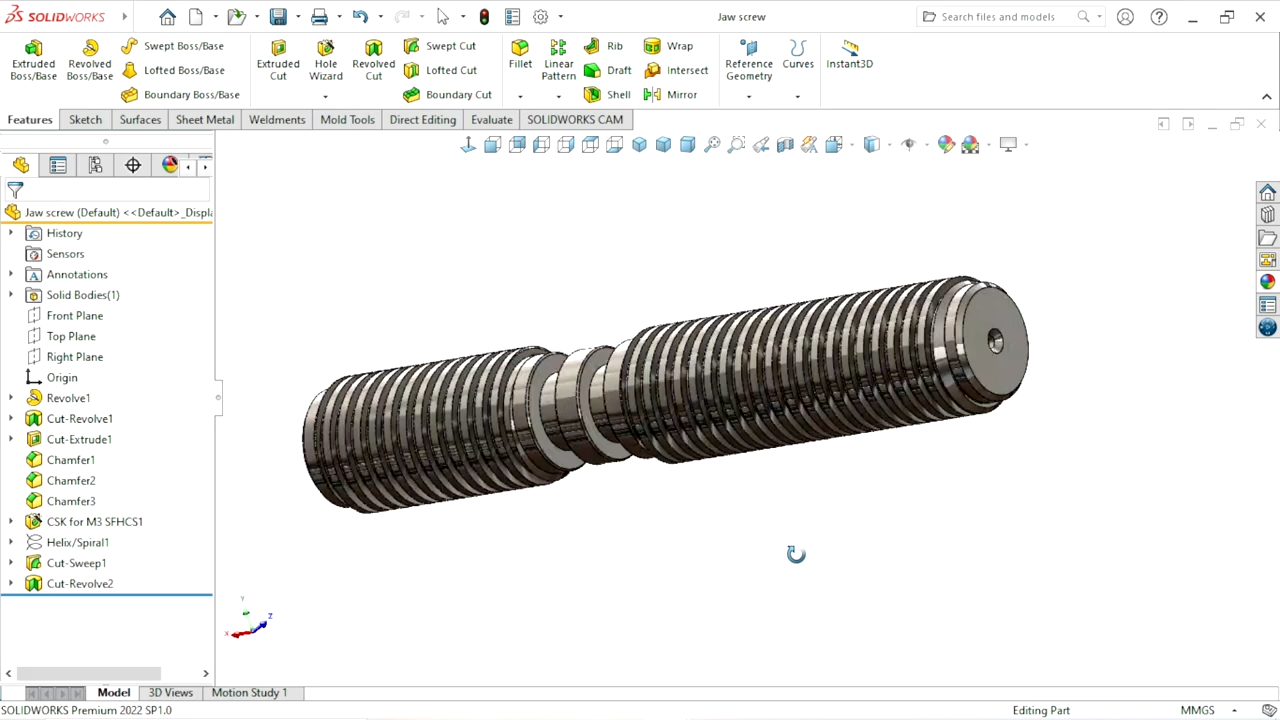 SOLIDWORKS
Jaw screw
Search files and models
Extruded Boss/Base
Revolved Boss/Base
Swept Boss/Base
Lofted Boss/Base
Boundary Boss/Base
Extruded Cut
Hole Wizard
Revolved Cut
Swept Cut
Lofted Cut
Boundary Cut
Fillet
Linear Pattern
Rib
Draft
Shell
Wrap
Intersect
Mirror
Reference Geometry
Curves
Instant3D
Features
Sketch
Surfaces
Sheet Metal
Weldments
Mold Tools
Direct Editing
Evaluate
SOLIDWORKS CAM
Jaw screw (Default) <<Default>_Displa
History
Sensors
Annotations
Solid Bodies(1)
Front Plane
Top Plane
Right Plane
Origin
Revolve1
Cut-Revolve1
Cut-Extrude1
Chamfer1
Chamfer2
Chamfer3
CSK for M3 SFHCS1
Helix/Spiral1
Cut-Sweep1
Cut-Revolve2
Y
Z
X
Model
3D Views
Motion Study 1
SOLIDWORKS Premium 2022 SP1.0
Editing Part
MMGS